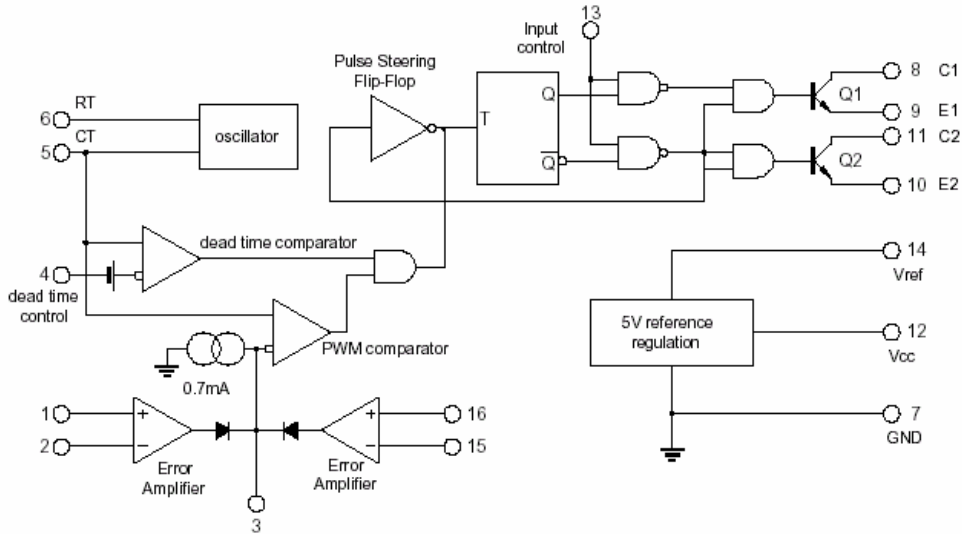 13
Input
control
Pulse Steering
Flip-Flop
8 C1
Q1
9 E1
RT
6
Q
T
oscillator
CT
5
11 C2
Q
Q2
10 E2
dead time comparator
14
Vref
4
dead time
control
5V reference
regulation
12
Vcc
PWM comparator
0.7mA
1 +
+ 16
7
GND
2 −
− 15
Error
Amplifier
Error
Amplifier
3